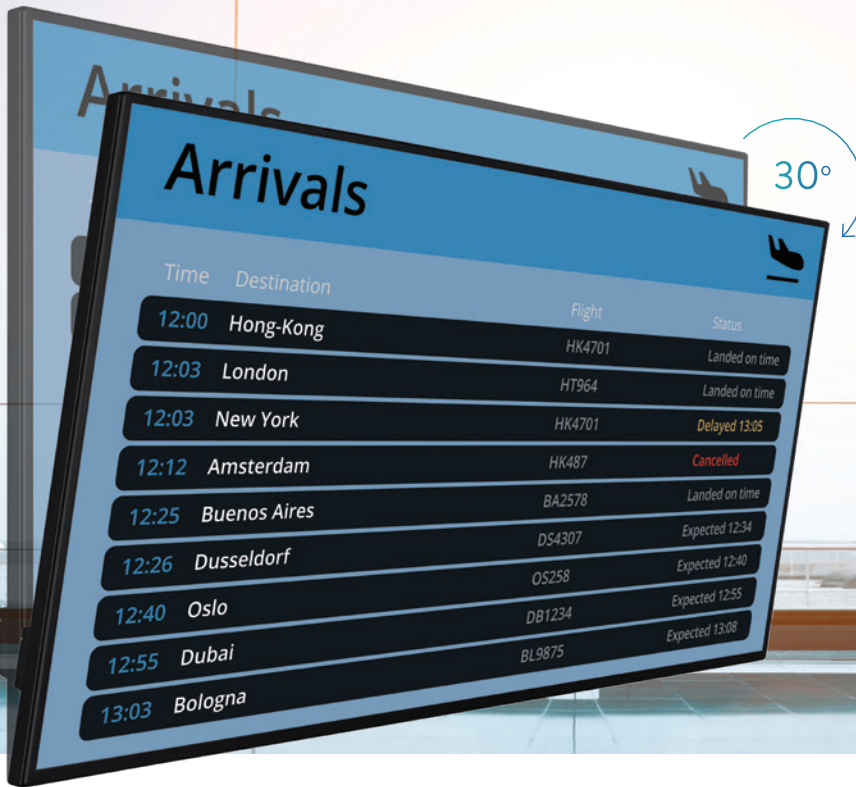 Arrivals
Arrivals
30°
Time Destination Flight Status
12:00 Hong-Kong HK4701 Landed on time
12:03 London HT964 Landed on time
12:03 New York HK4701 Delayed 13:05
12:12 Amsterdam HK487 Cancelled
12:25 Buenos Aires BA2578 Landed on time
12:26 Dusseldorf DS4307 Expected 12:34
12:40 Oslo OS258 Expected 12:40
12:55 Dubai DB1234 Expected 12:55
13:03 Bologna BL9875 Expected 13:08